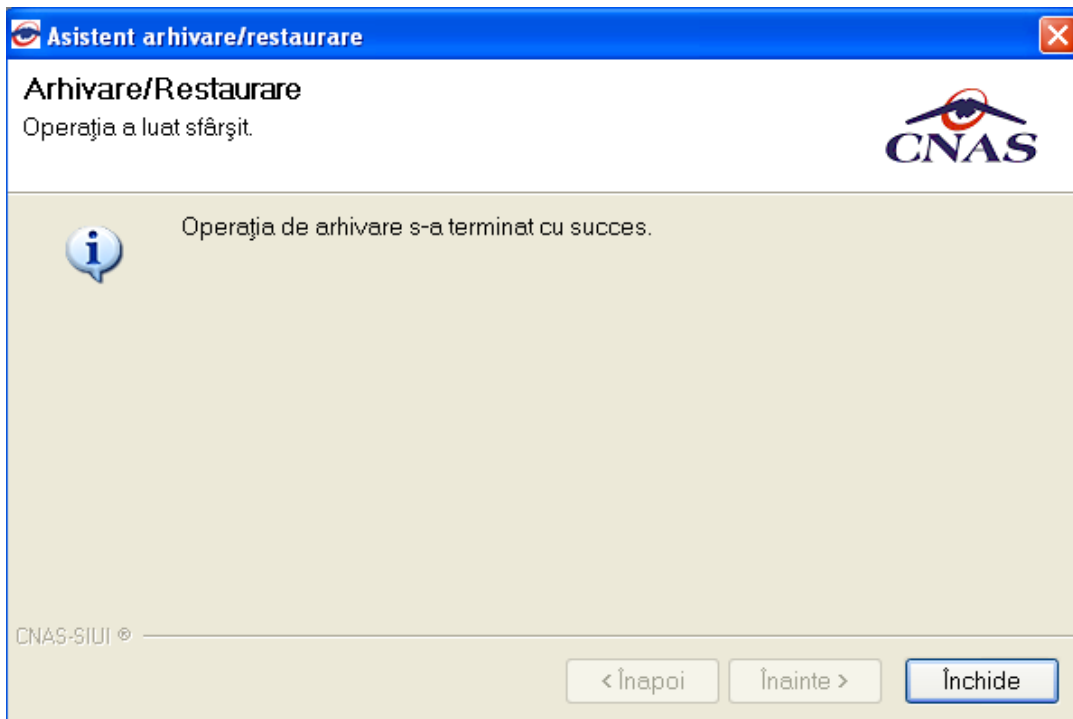 Asistent arhivare/restaurare
Arhivare/Restaurare
Operaţia a luat sfârşit.
CNAS
Operaţia de arhivare s-a terminat cu succes.
CNAS-SIUI ®
< Înapoi
Înainte >
Închide